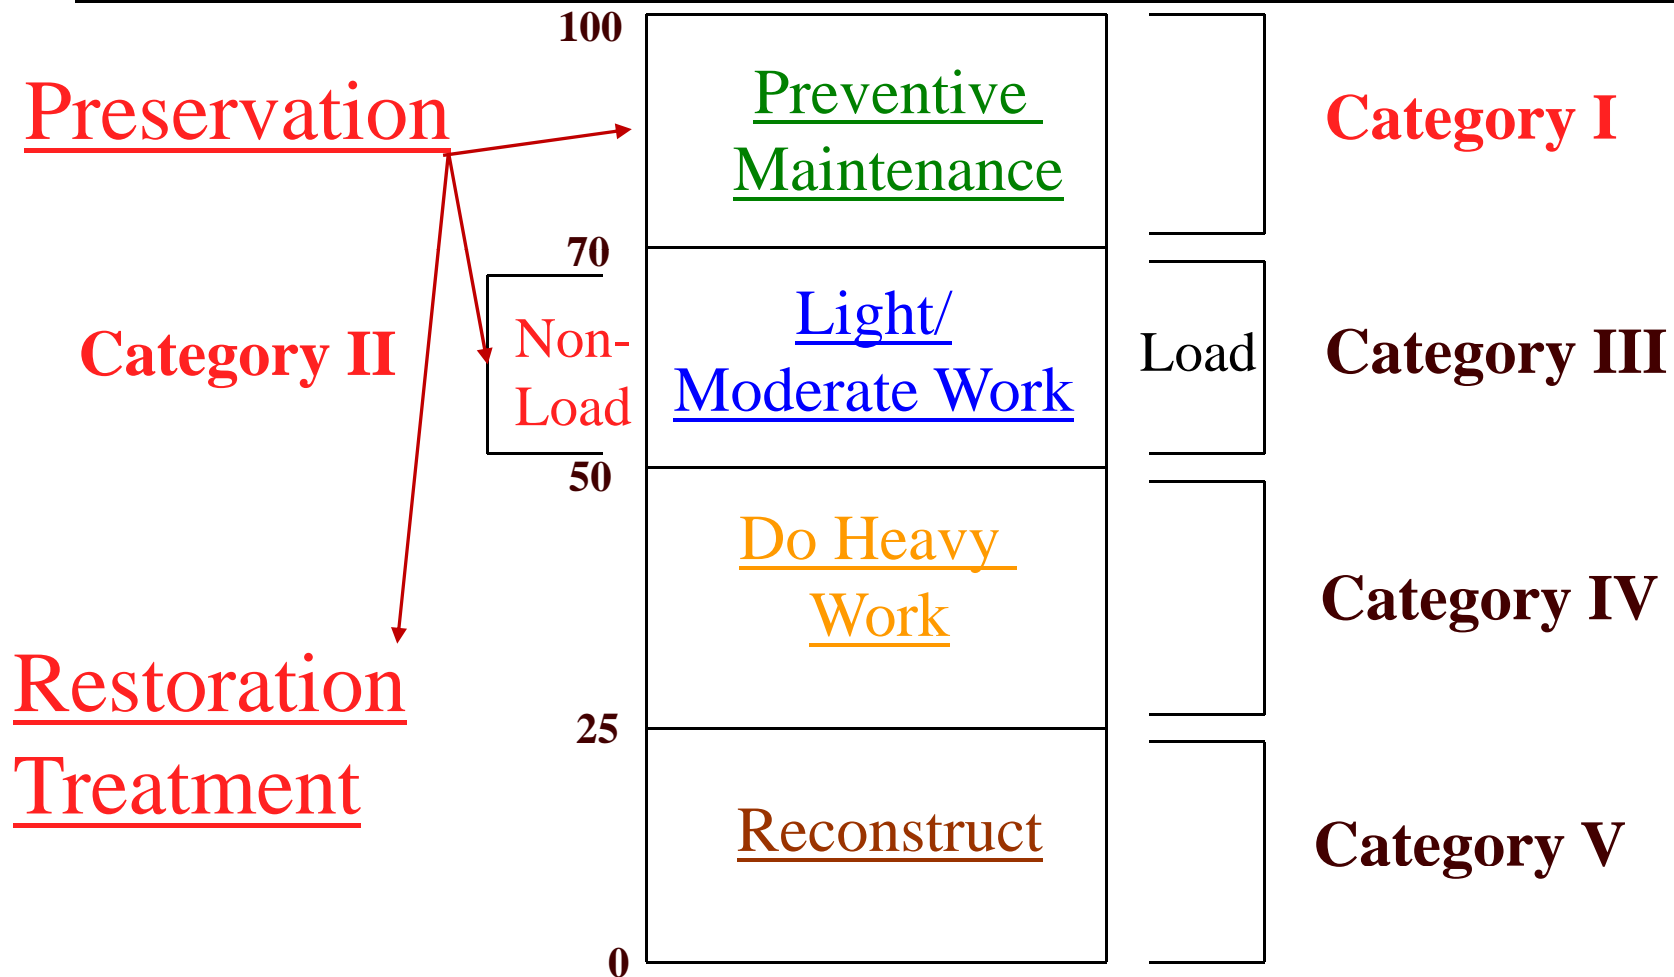 100
Preservation
Preventive
Maintenance
Category I
70
Category II
Non-
Load
Light/
Moderate Work
Load
Category III
50
Do Heavy
Work
Category IV
Restoration
Treatment
25
Reconstruct
Category V
0